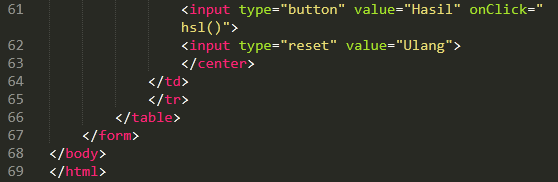 61 <input type="button" value="Hasil" onClick="
hsl()">
62 <input type="reset" value="Ulang">
63 </center>
64 </td>
65 </tr>
66 </table>
67 </form>
68 </body>
69 </html>